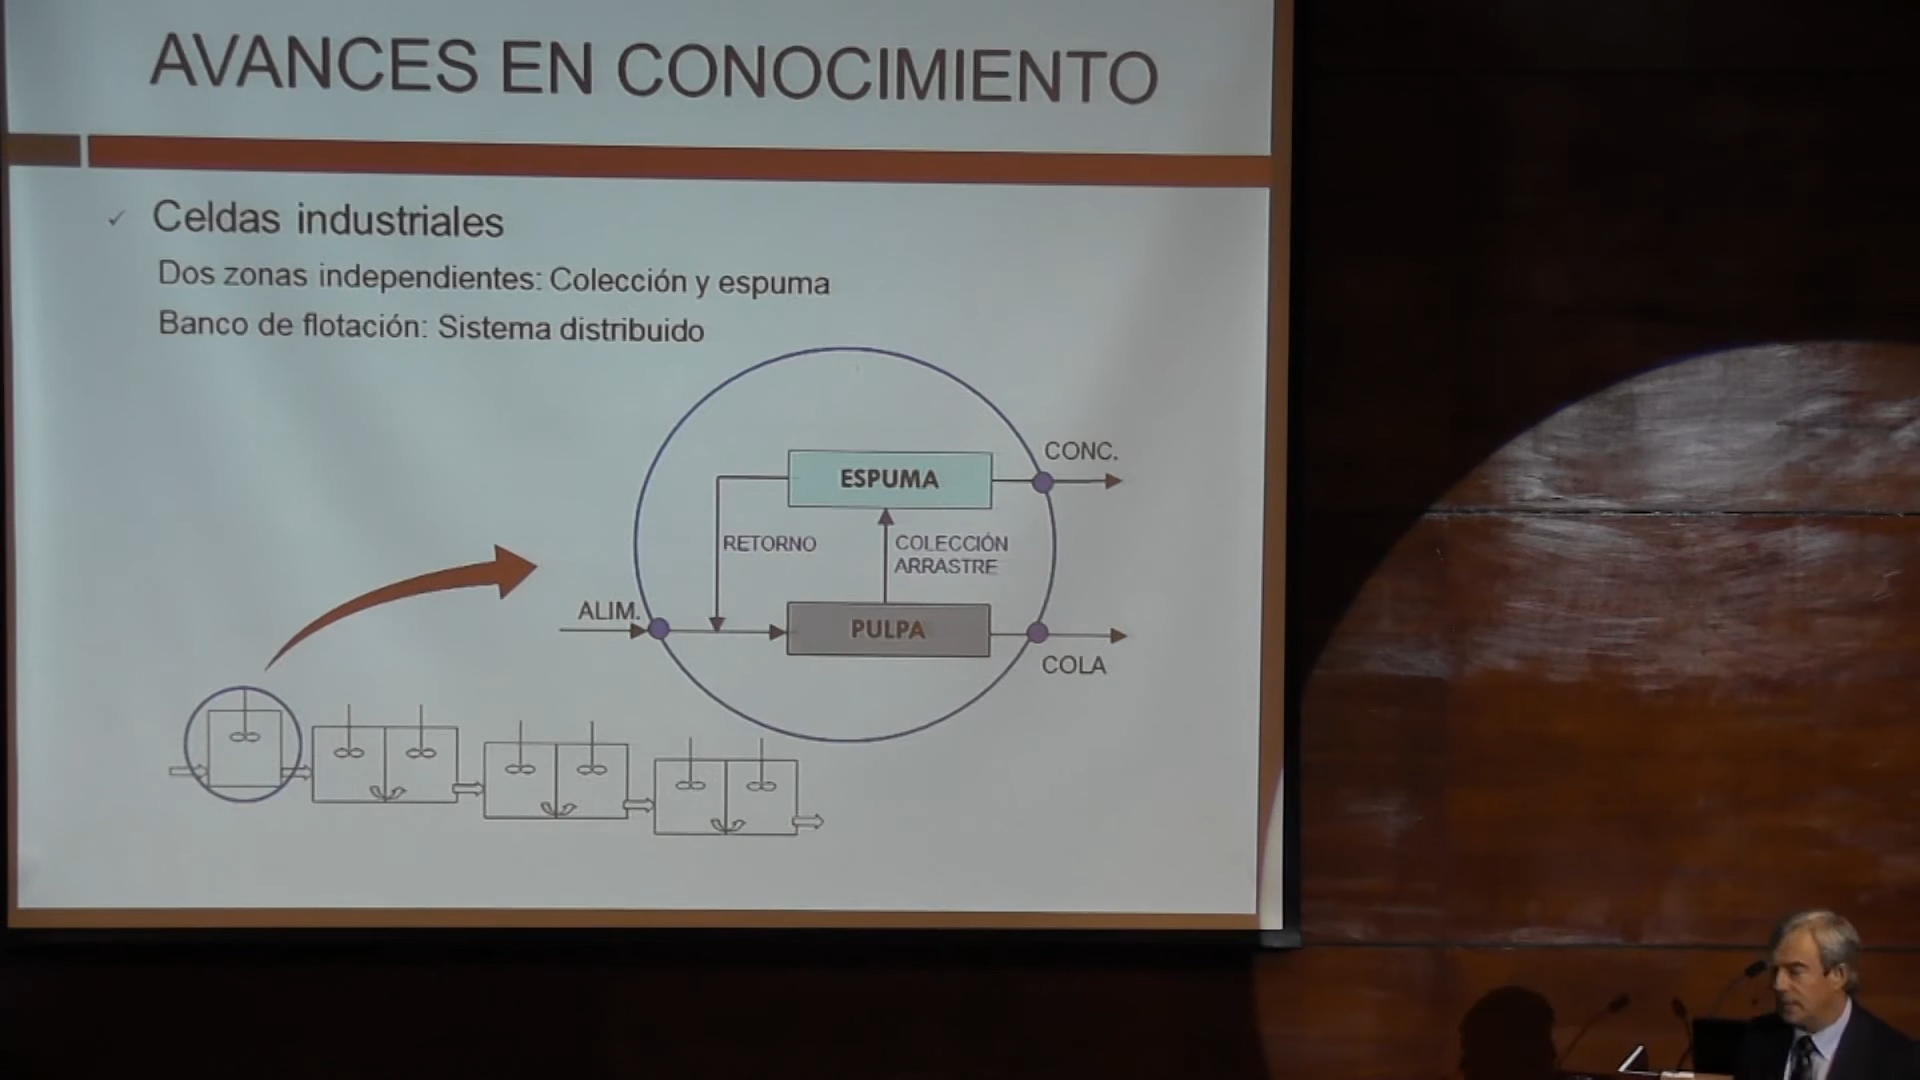 AVANCES EN CONOCIMIENTO
✓ Celdas industriales
Dos zonas independientes: Colección y espuma
Banco de flotación: Sistema distribuido
CONC.
ESPUMA
RETORNO
COLECCIÓN
ARRASTRE
ALIM.
PULPA
COLA